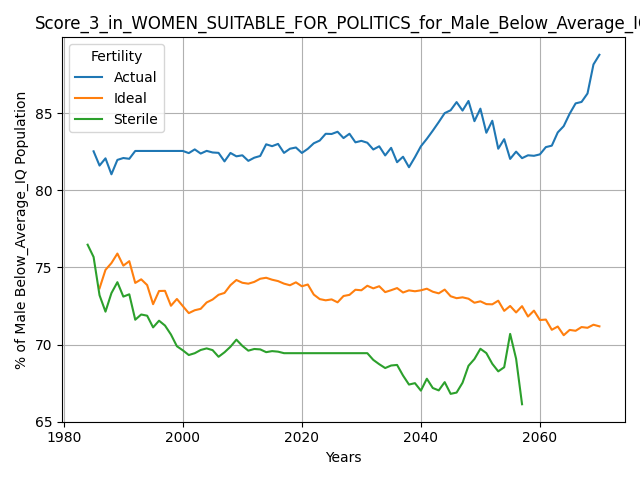 Score_3_in_WOMEN_SUITABLE_FOR_POLITICS_for_Male_Below_Average_IQ
Fertility
Actual
Ideal
Sterile
% of Male Below_Average_IQ Population
85
80
75
70
65
1980
2000
2020
2040
2060
Years